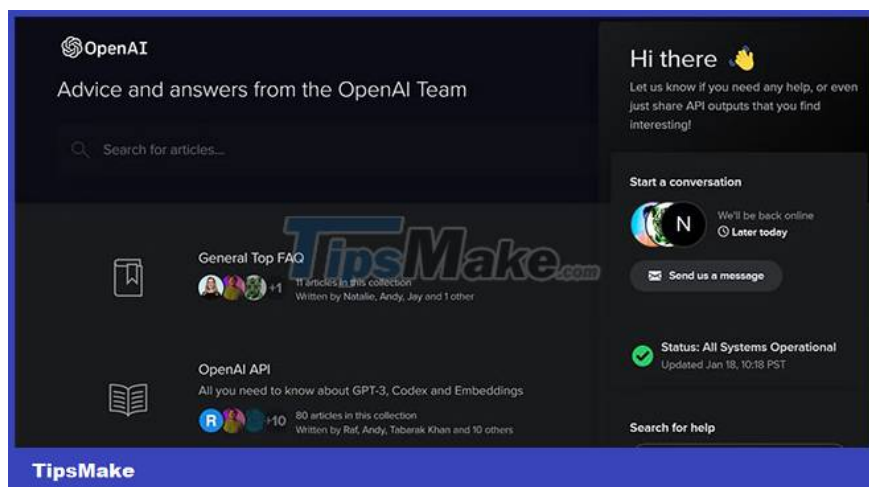 OpenAI
Advice and answers from the OpenAI Team
Search for articles...
General Top FAQ
+1
11 articles in this collection
Written by Natalie, Andy, Jay and 1 other
OpenAI API
All you need to know about GPT-3, Codex and Embeddings
R
+10
80 articles in this collection
Written by Raf, Andy, Tabarak Khan and 10 others
Hi there 👋
Let us know if you need any help, or even
just share API outputs that you find
interesting!
Start a conversation
N
We'll be back online
Later today
Send us a message
Status: All Systems Operational
Updated Jan 18, 10:18 PST
Search for help
TipsMake.com
TipsMake